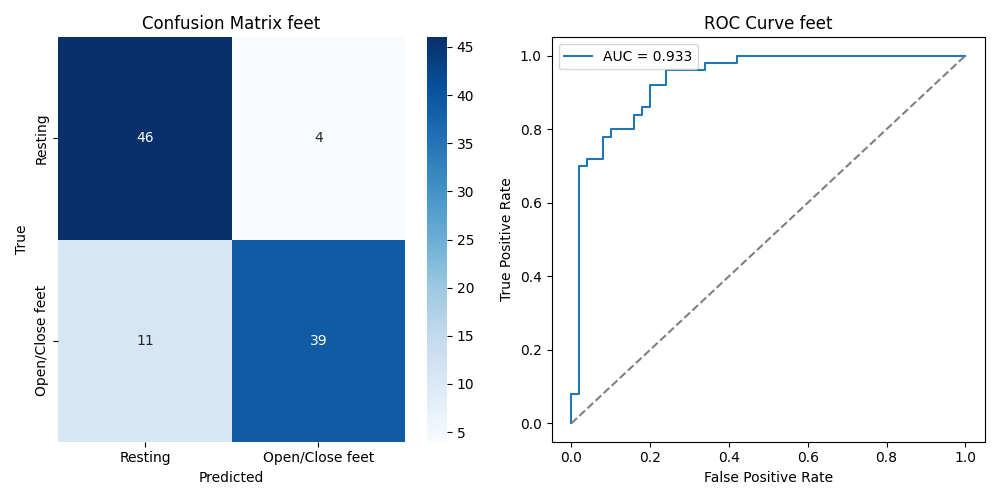 Confusion Matrix feet
True
Resting
Open/Close feet
46
4
11
39
Resting
Open/Close feet
Predicted
45
40
35
30
25
20
15
10
5
ROC Curve feet
AUC = 0.933
True Positive Rate
1.0
0.8
0.6
0.4
0.2
0.0
0.0
0.2
0.4
0.6
0.8
1.0
False Positive Rate